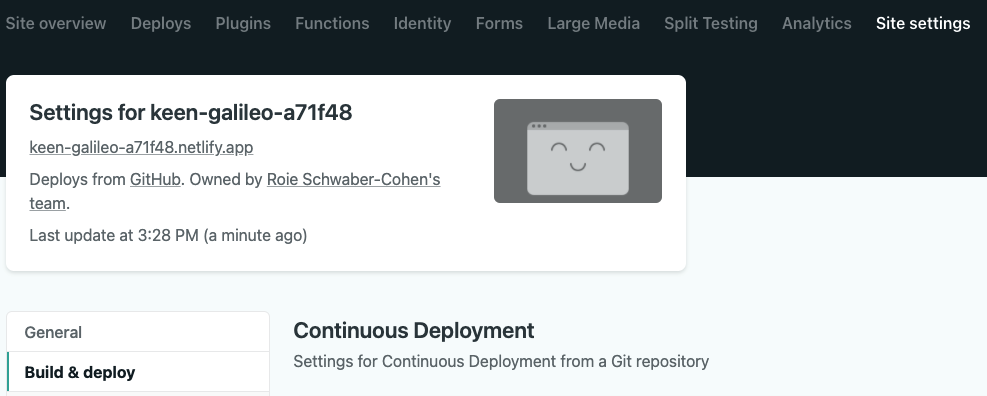 Site overview Deploys Plugins Functions Identity Forms Large Media Split Testing Analytics Site settings
Settings for keen-galileo-a71f48
keen-galileo-a71f48.netlify.app
Deploys from GitHub. Owned by Roie Schwaber-Cohen's
team.
Last update at 3:28 PM (a minute ago)
General
Build & deploy
Continuous Deployment
Settings for Continuous Deployment from a Git repository